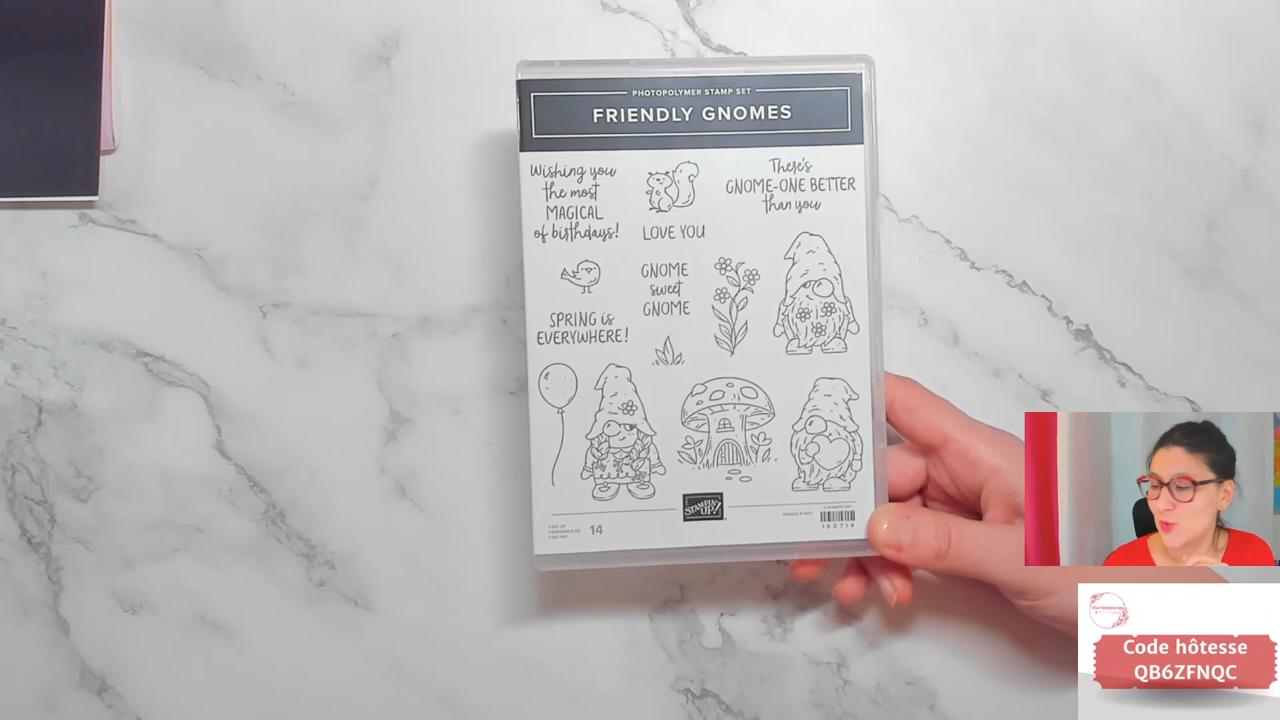 PHOTOPOLYMER STAMP SET
FRIENDLY GNOMES
Wishing you
the most
MAGICAL
of birthdays!
LOVE YOU
There's
GNOME-ONE BETTER
than you
GNOME
sweet
GNOME
SPRING is
EVERYWHERE!
STAMPIN' UP!
14
160714
Code hôtesse
QB6ZFNQC